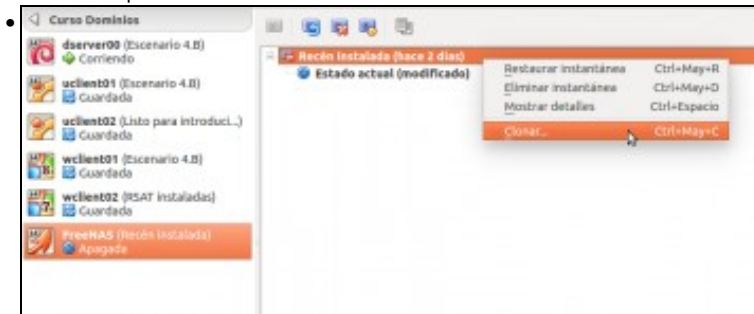 Curso Dominios
dserver00 (Escenario 4.B)
Corriendo
uclient01 (Escenario 4.B)
Guardada
uclient02 (Listo para introduci...)
Guardada
wclient01 (Escenario 4.B)
Guardada
wclient02 (RSAT instaladas)
Guardada
FreeNAS (Recén instalada)
Apagada
Recén instalada (hace 2 días)
Estado actual (modificado)
Restaurar instantánea Ctrl+May+R
Eliminar instantánea Ctrl+May+D
Mostrar detalles Ctrl+Espacio
Clonar... Ctrl+May+C